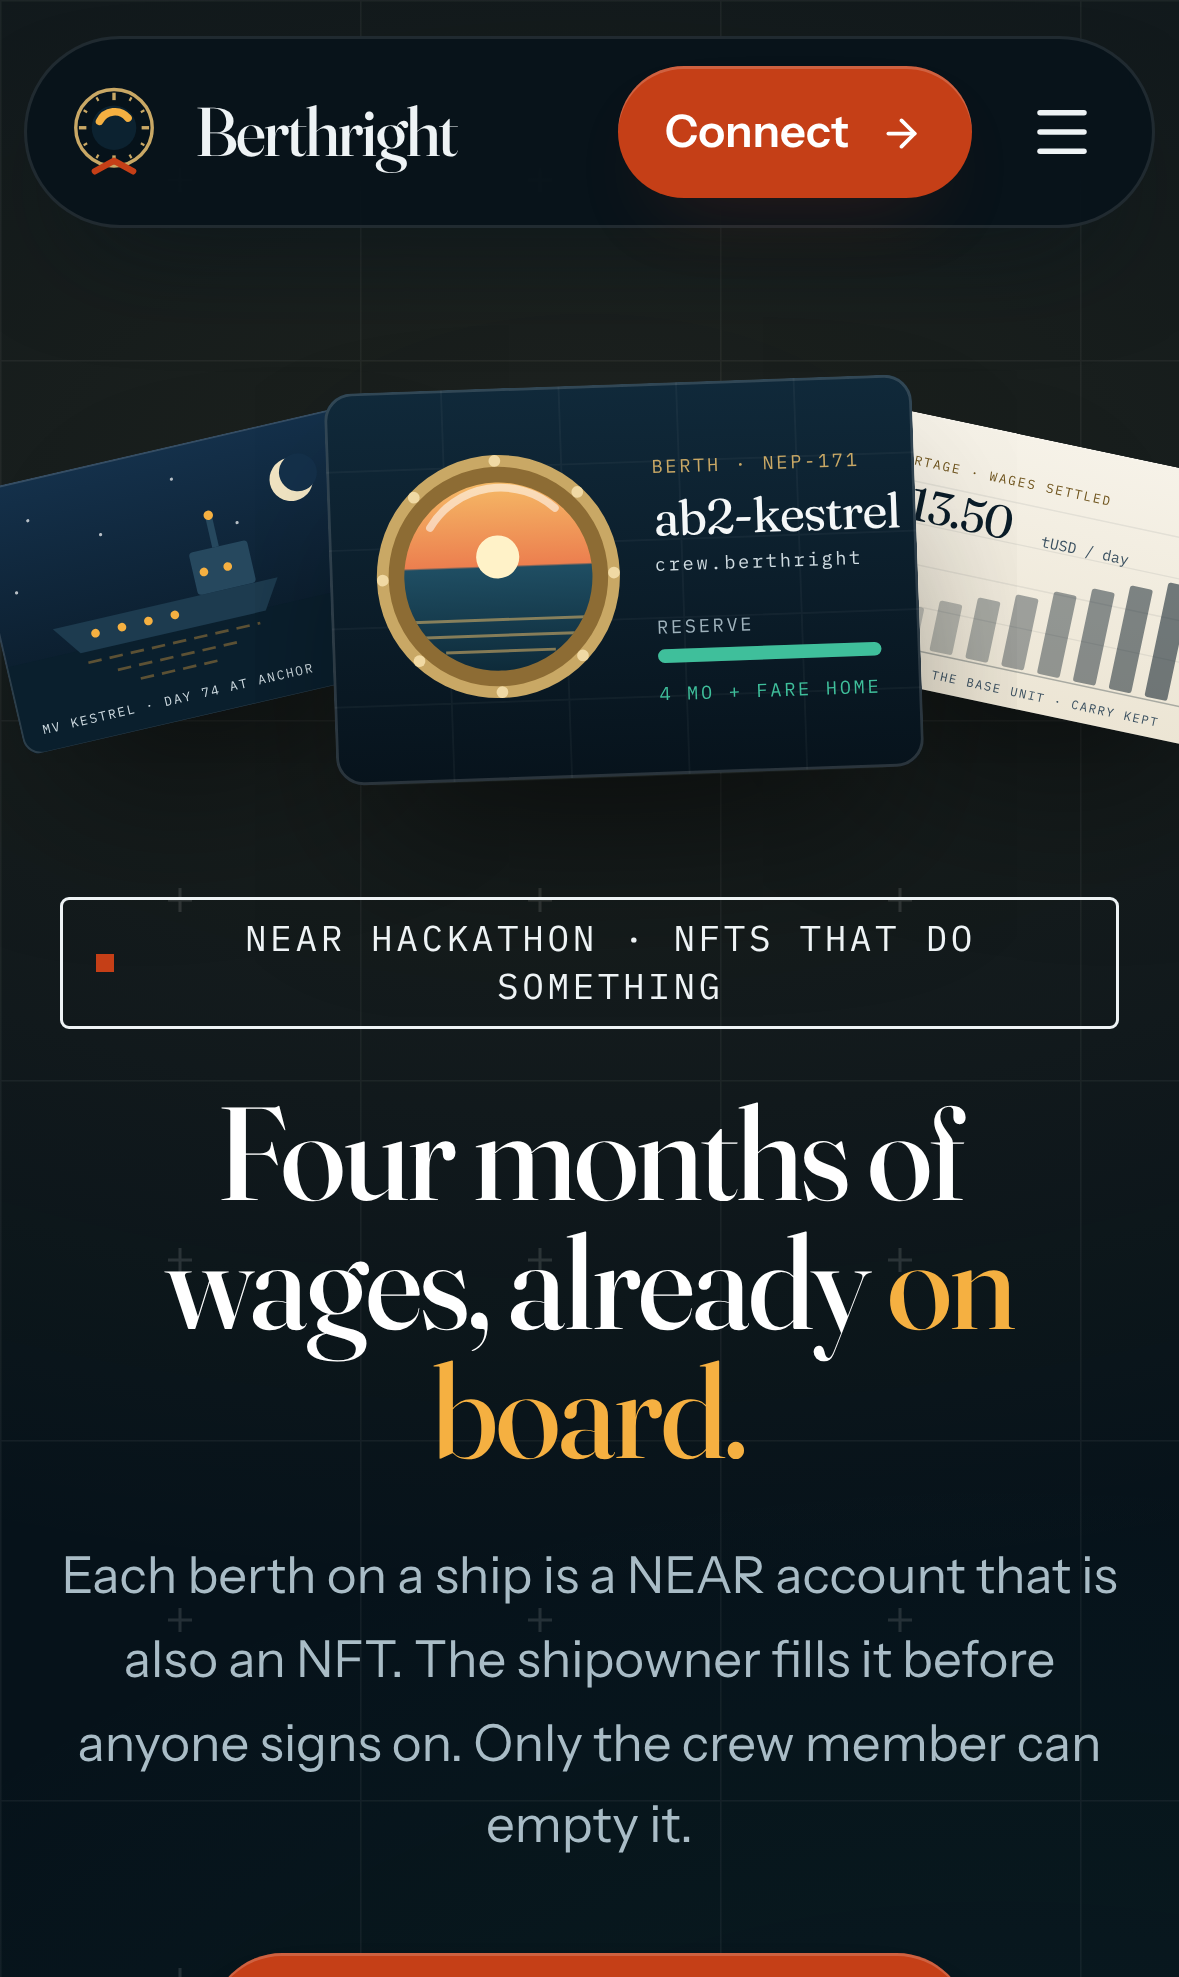 Berthright
Connect
BERTH · NEP-171
ab2-kestrel
crew.berthright
RESERVE
4 MO + FARE HOME
MV KESTREL · DAY 74 AT ANCHOR
· WAGES SETTLED
13.50
tUSD / day
THE BASE UNIT · CARRY KEPT
NEAR HACKATHON · NFTS THAT DO
SOMETHING
Four months of
wages, already on
board.
Each berth on a ship is a NEAR account that is
also an NFT. The shipowner fills it before
anyone signs on. Only the crew member can
empty it.